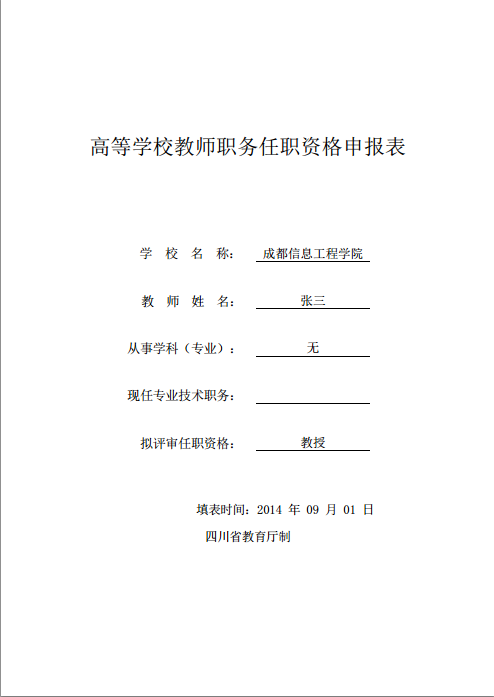 高等学校教师职务任职资格申报表
学 校 名 称： 成都信息工程学院
教 师 姓 名： 张三
从事学科（专业）： 无
现任专业技术职务：
拟评审任职资格： 教授
填表时间：2014 年 09 月 01 日
四川省教育厅制